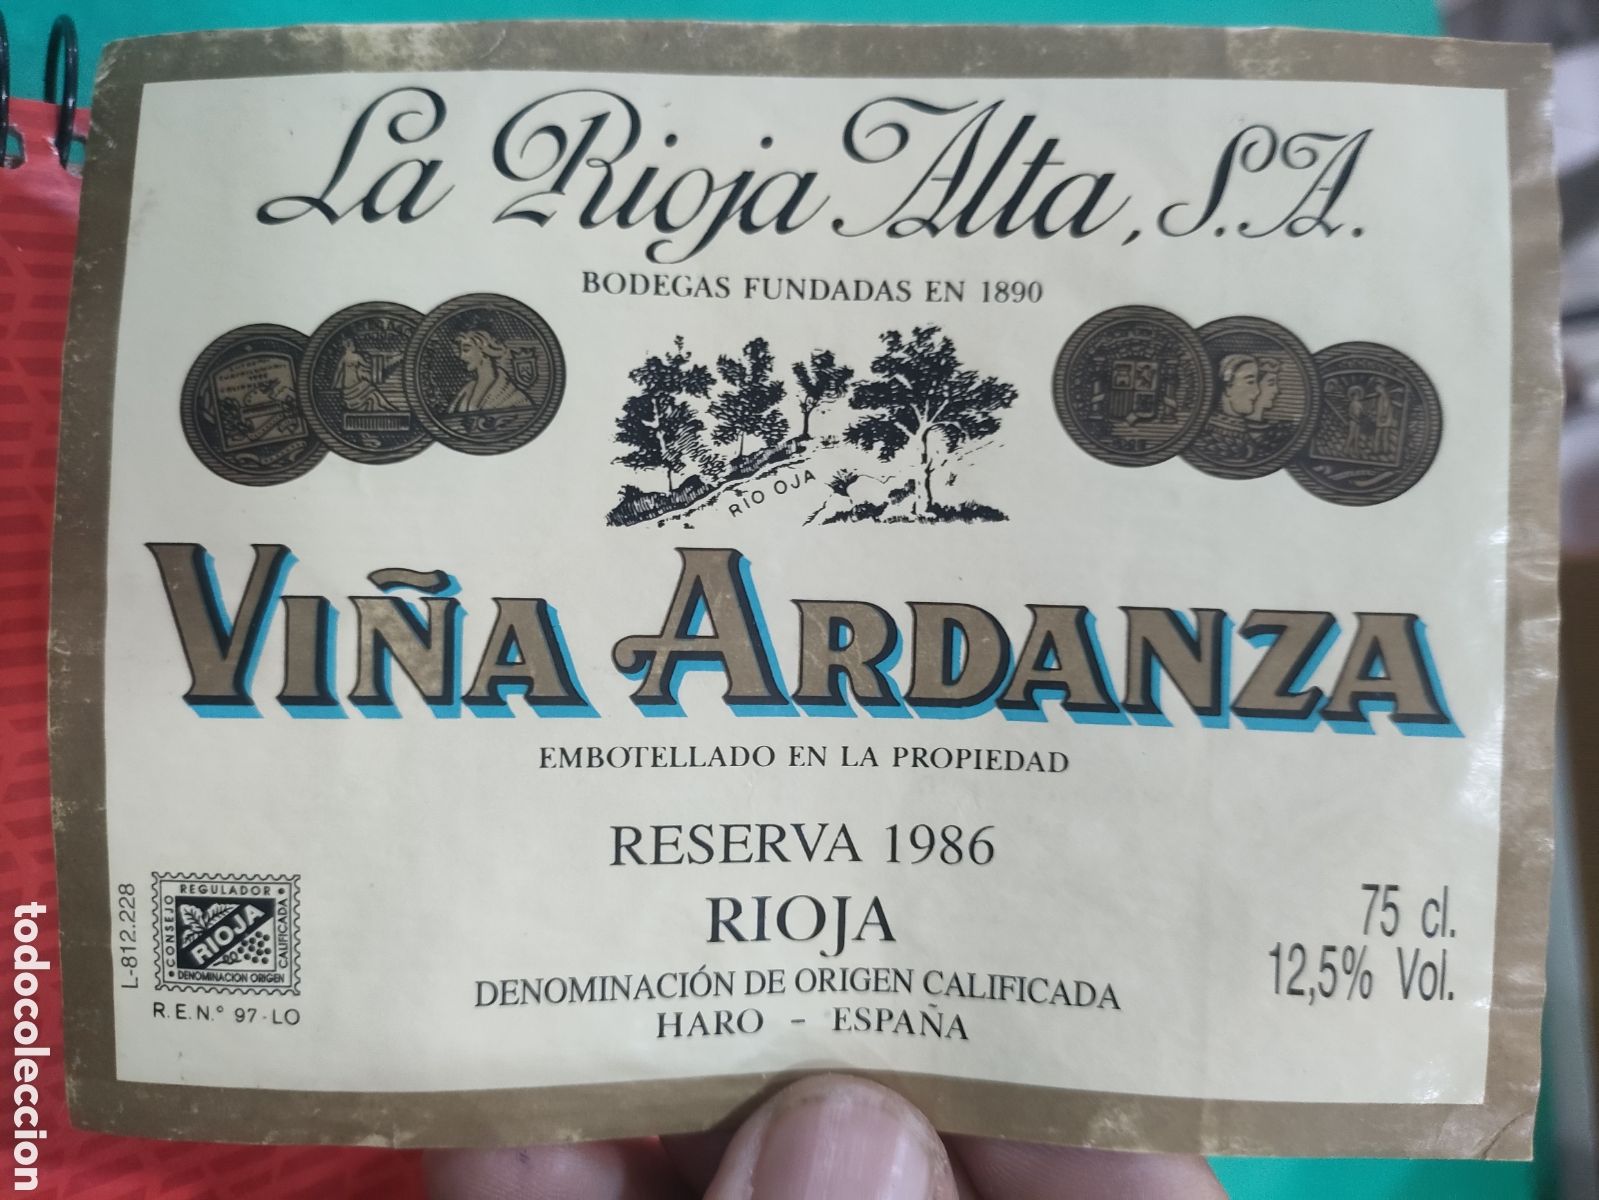 La Rioja Alta, S.A.
BODEGAS FUNDADAS EN 1890
RIO OJA
VIÑA ARDANZA
EMBOTELLADO EN LA PROPIEDAD
RESERVA 1986
RIOJA
DENOMINACIÓN DE ORIGEN CALIFICADA
HARO - ESPAÑA
75 cl.
12,5% Vol.
L-812.228
CONSEJO
REGULADOR
CALIFICADA
RIOJA
DENOMINACION ORIGEN
R.E.N.º 97-LO
todocoleccion